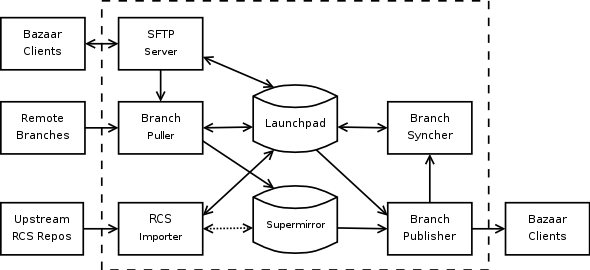 Bazaar
Clients
SFTP
Server
Remote
Branches
Branch
Puller
Launchpad
Branch
Syncher
Upstream
RCS Repos
RCS
Importer
Supermirror
Branch
Publisher
Bazaar
Clients